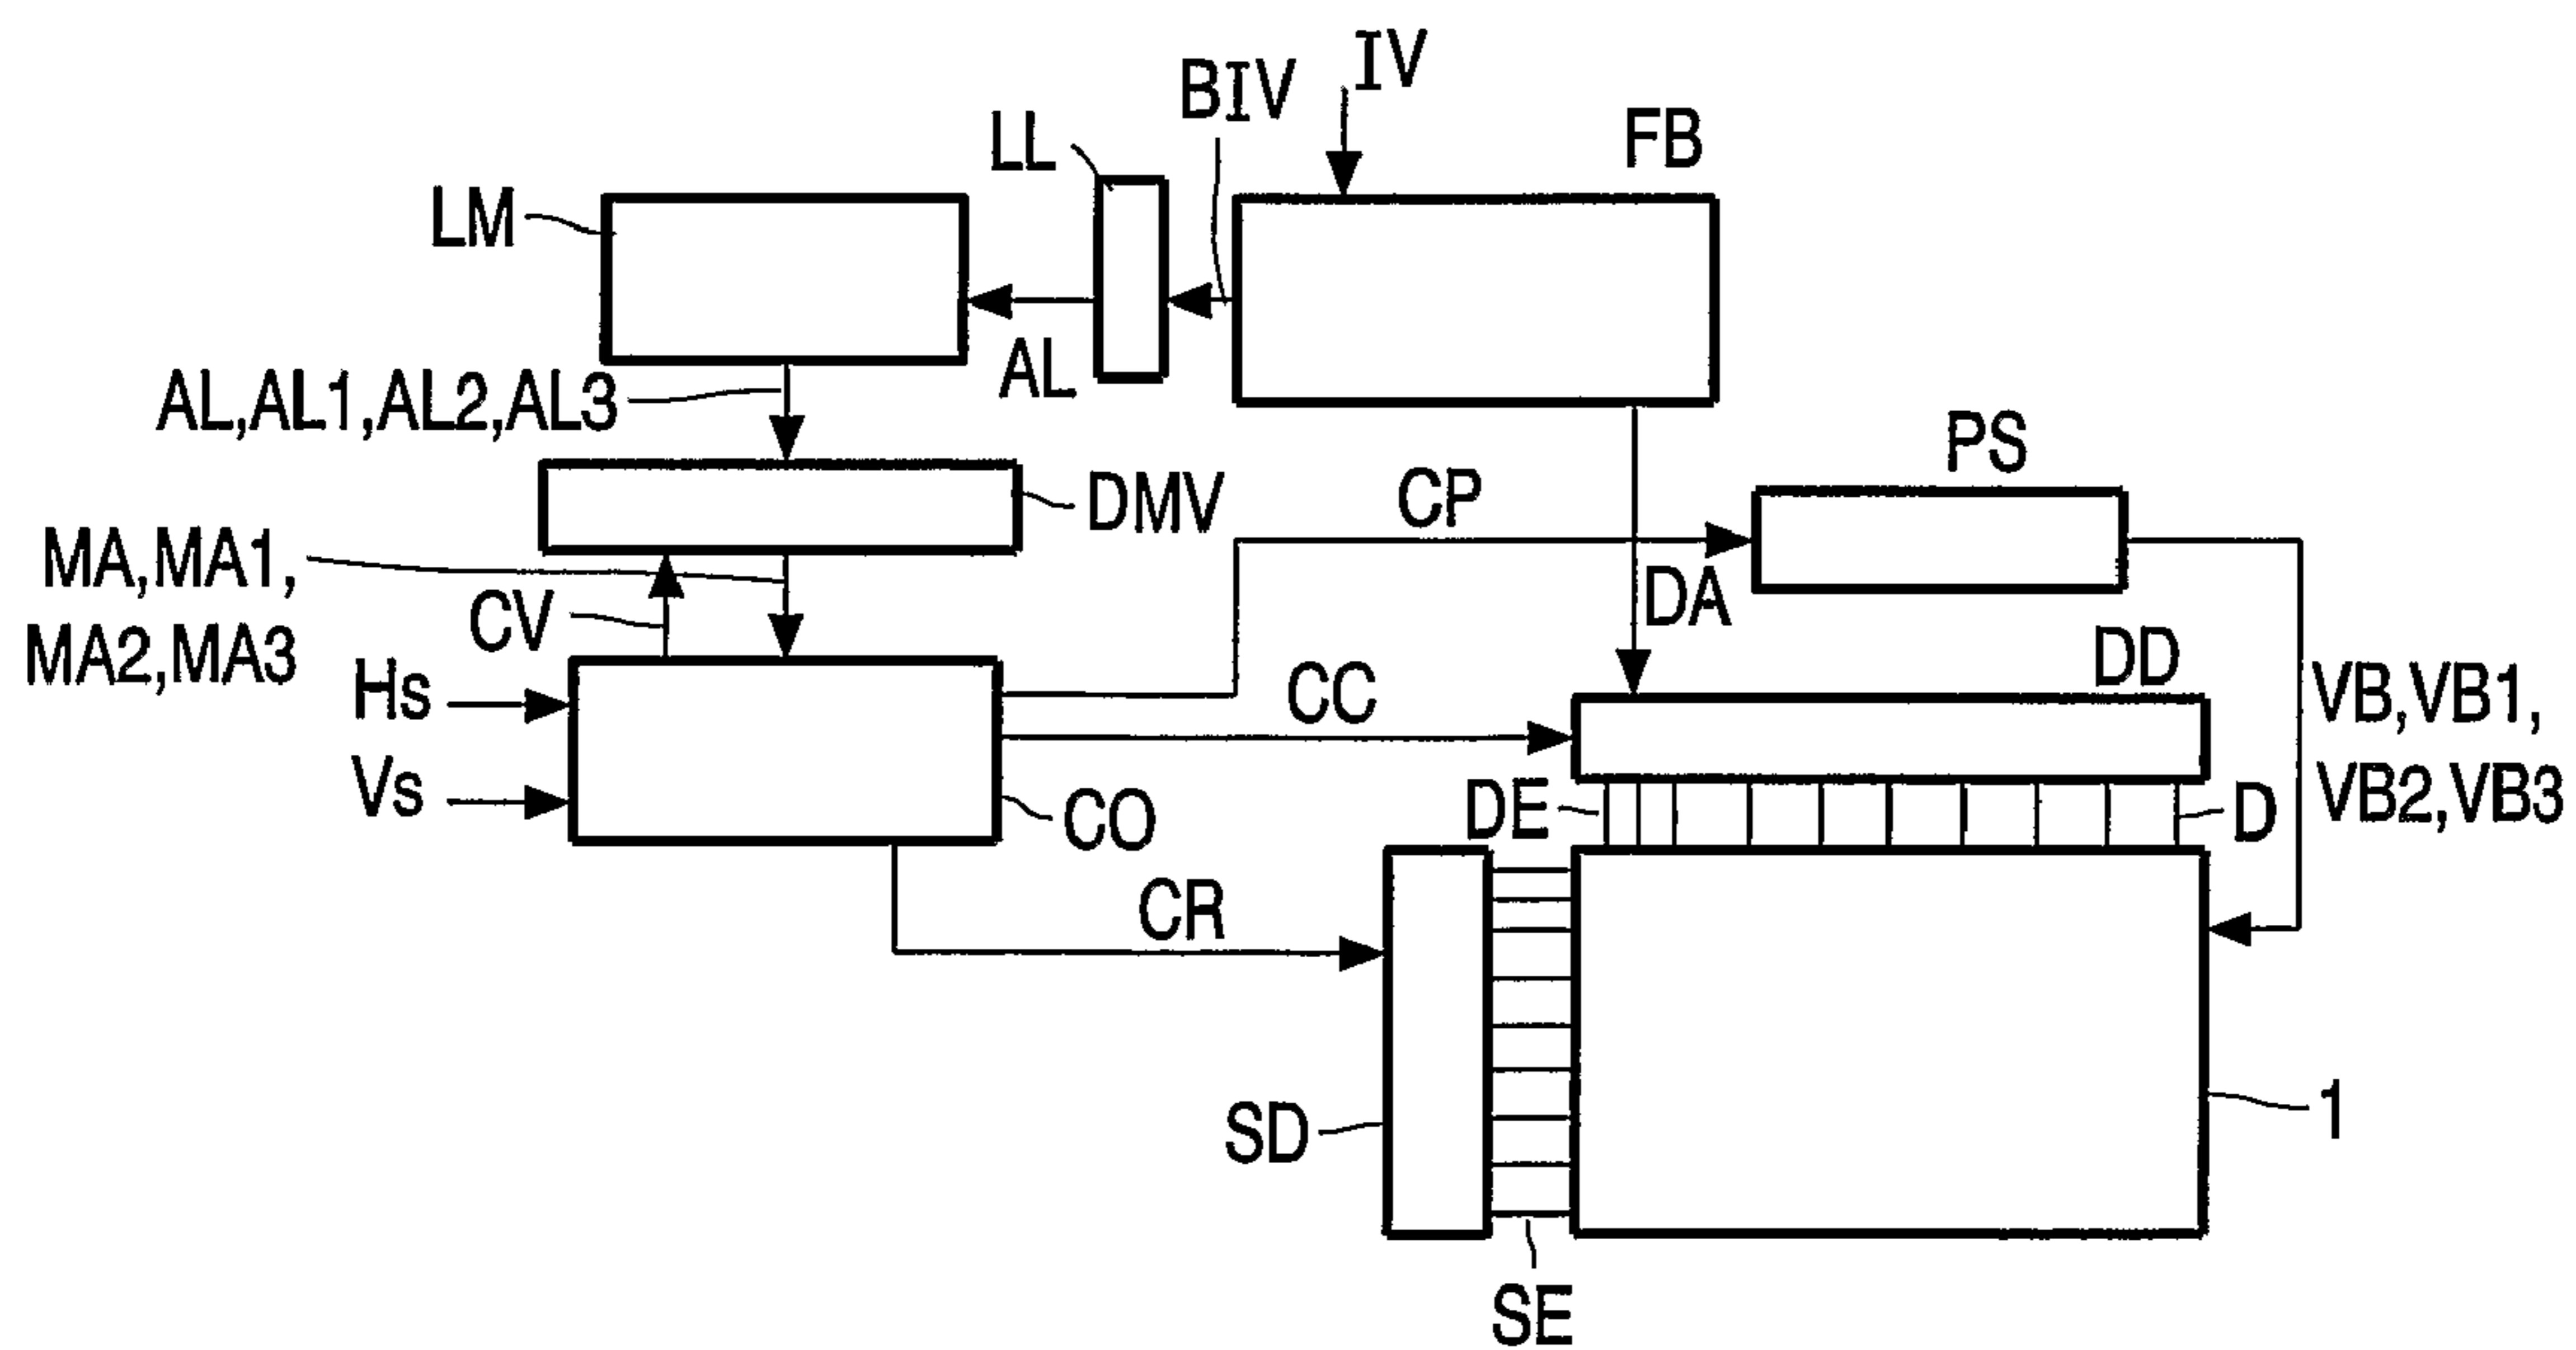 IV
BIV
FB
LL
LM
AL
AL,AL1,AL2,AL3
PS
CP
DMV
MA,MA1,
MA2,MA3
CV
DA
DD
Hs
CC
VB,VB1,
VB2,VB3
Vs
CO
DE
D
CR
SD
1
SE